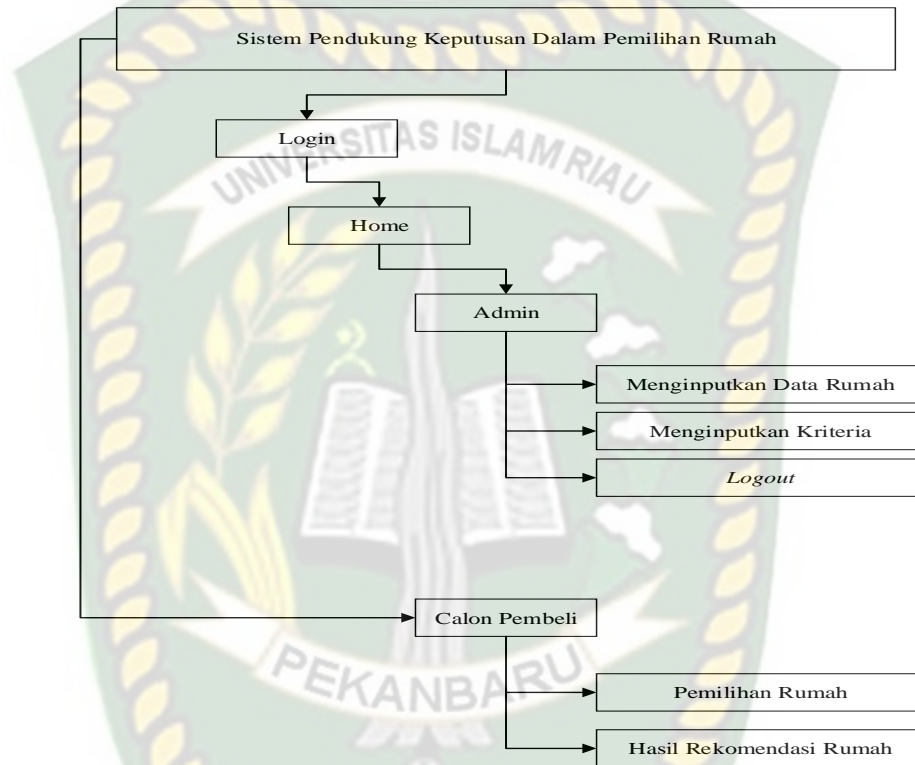 Sistem Pendukung Keputusan Dalam Pemilihan Rumah
Login
UNIVERSITAS ISLAM RIAU
Home
Admin
Menginputkan Data Rumah
Menginputkan Kriteria
Logout
Calon Pembeli
PEKANBARU
Pemilihan Rumah
Hasil Rekomendasi Rumah